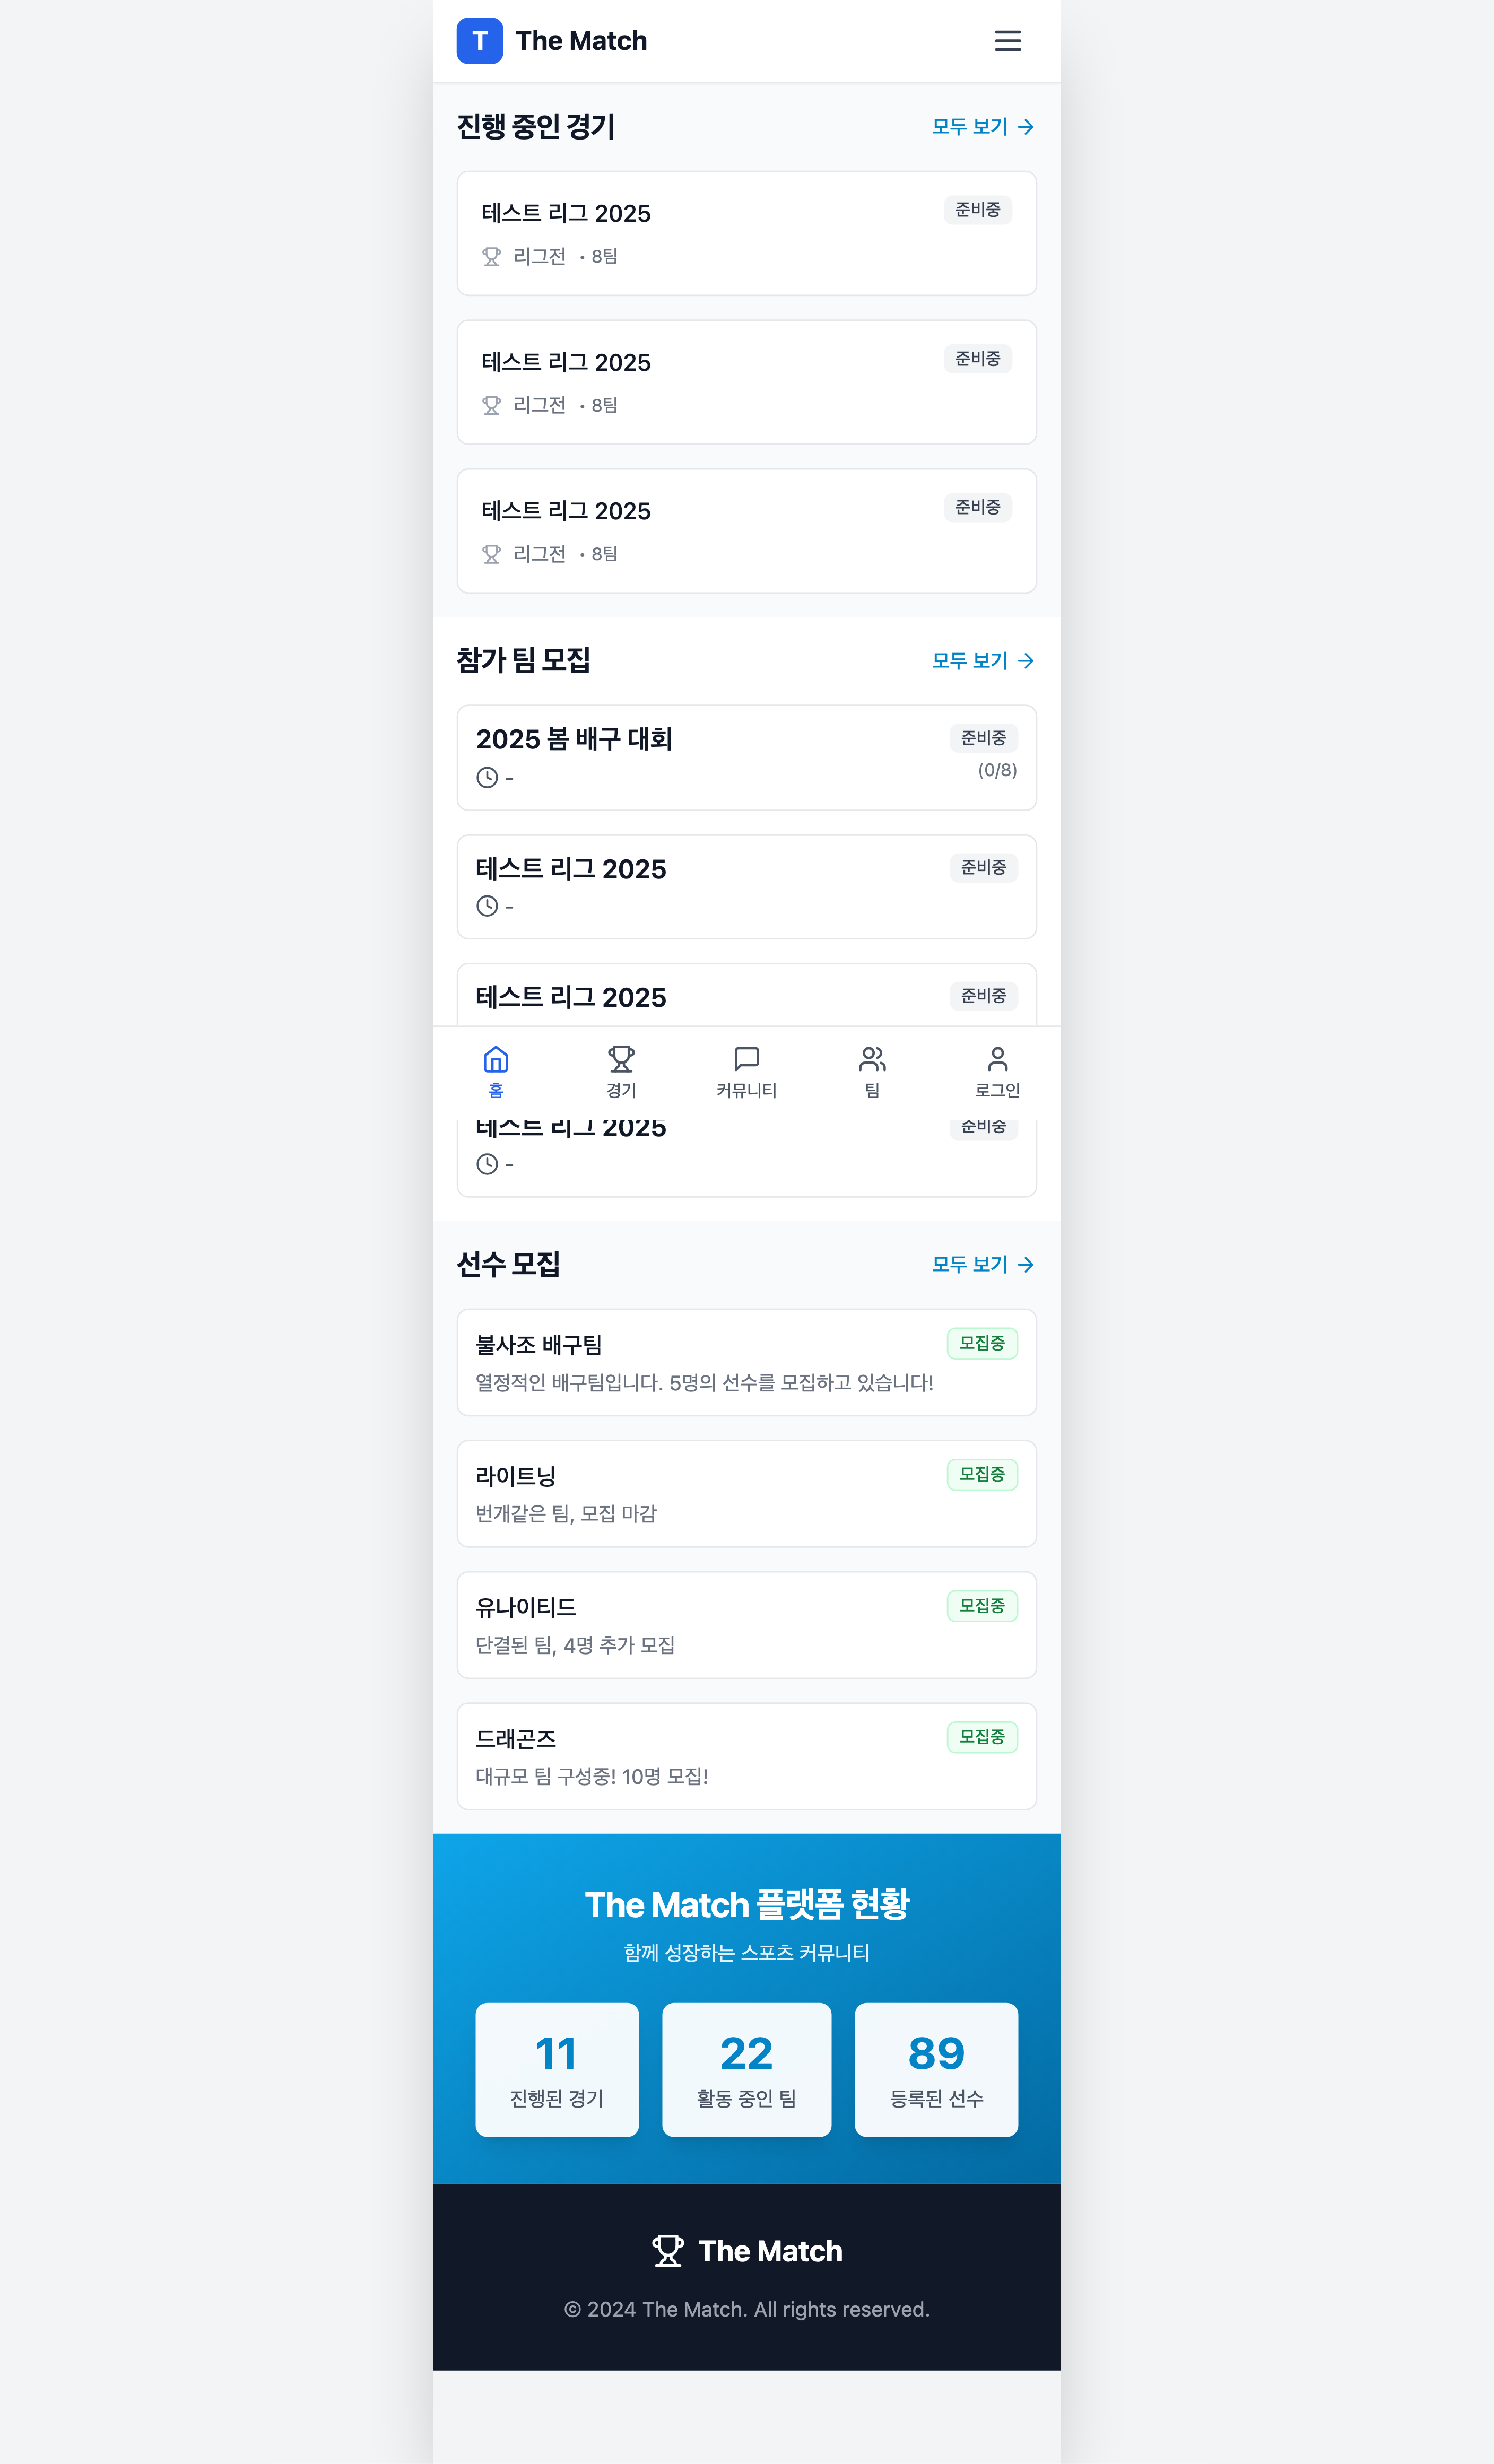 T The Match
진행 중인 경기 모두 보기 →
테스트 리그 2025 준비중
리그전 • 8팀
테스트 리그 2025 준비중
리그전 • 8팀
테스트 리그 2025 준비중
리그전 • 8팀
참가 팀 모집 모두 보기 →
2025 봄 배구 대회 준비중
- (0/8)
테스트 리그 2025 준비중
-
테스트 리그 2025 준비중
홈 경기 커뮤니티 팀 로그인
테스트 리그 2025 준비중
-
선수 모집 모두 보기 →
불사조 배구팀 모집중
열정적인 배구팀입니다. 5명의 선수를 모집하고 있습니다!
라이트닝 모집중
번개같은 팀, 모집 마감
유나이티드 모집중
단결된 팀, 4명 추가 모집
드래곤즈 모집중
대규모 팀 구성중! 10명 모집!
The Match 플랫폼 현황
함께 성장하는 스포츠 커뮤니티
11 22 89
진행된 경기 활동 중인 팀 등록된 선수
The Match
© 2024 The Match. All rights reserved.